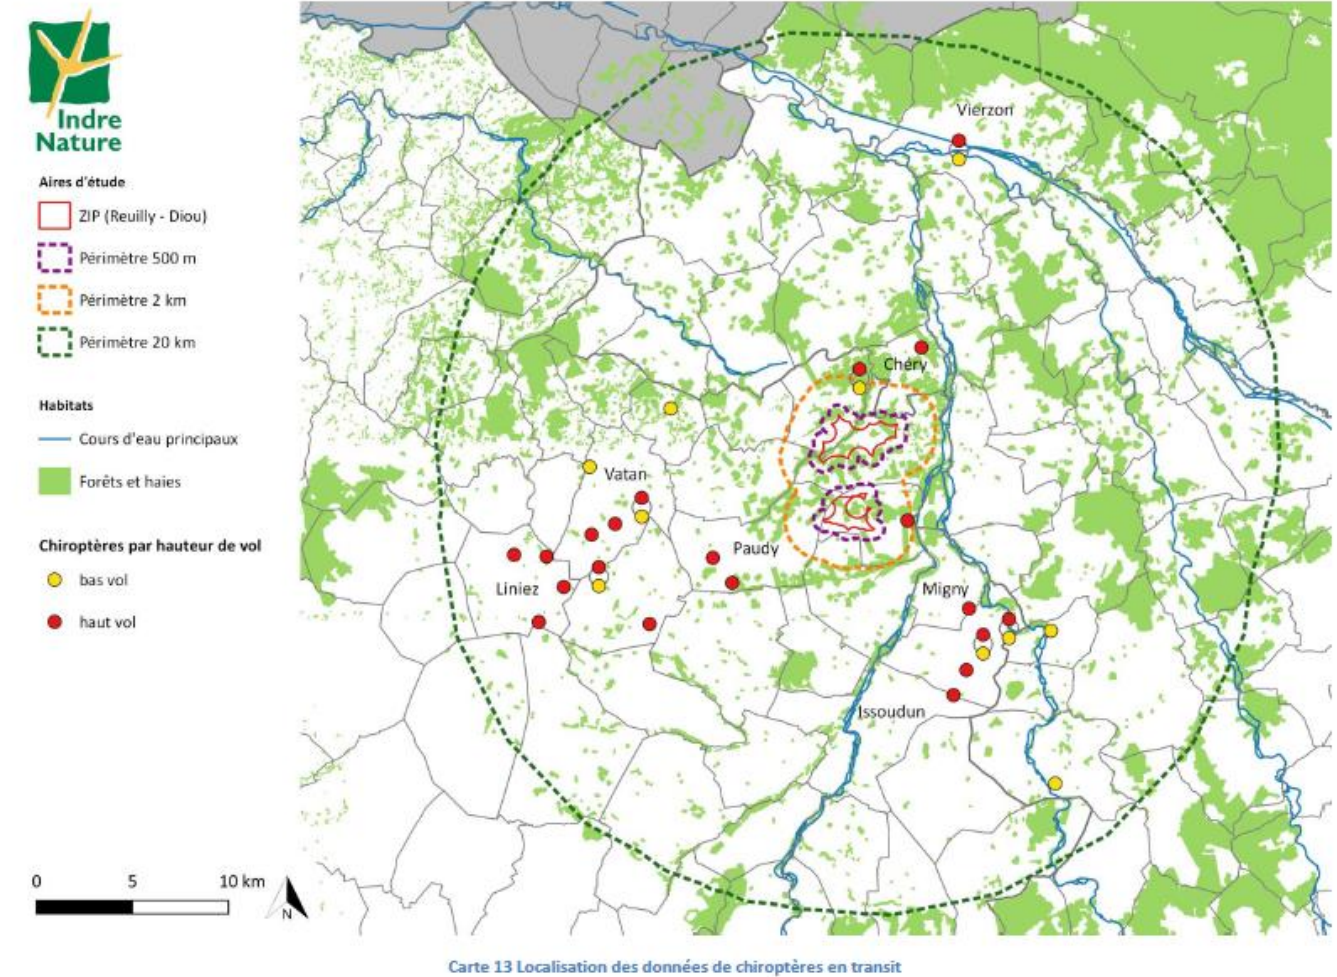 Indre
Nature
Aires d'étude
ZIP (Reuilly - Diou)
Périmètre 500 m
Périmètre 2 km
Périmètre 20 km
Habitats
Cours d'eau principaux
Forêts et haies
Chiroptères par hauteur de vol
bas vol
haut vol
0 5 10 km
N
Vierzon
Chéry
Vatan
Paudy
Liniez
Migny
Issoudun
Carte 13 Localisation des données de chiroptères en transit